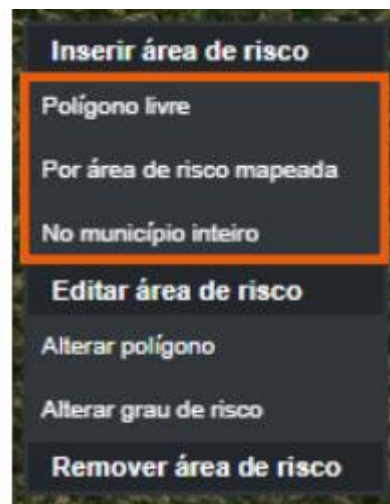 Inserir área de risco
Polígono livre
Por área de risco mapeada
No município inteiro
Editar área de risco
Alterar polígono
Alterar grau de risco
Remover área de risco